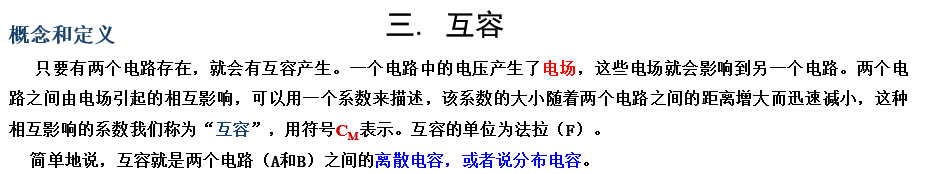 三． 互容
概念和定义
只要有两个电路存在，就会有互容产生。一个电路中的电压产生了电场，这些电场就会影响到另一个电路。两个电
路之间由电场引起的相互影响，可以用一个系数来描述，该系数的大小随着两个电路之间的距离增大而迅速减小，这种
相互影响的系数我们称为“互容”，用符号CM表示。互容的单位为法拉（F）。
简单地说，互容就是两个电路（A和B）之间的离散电容，或者说分布电容。